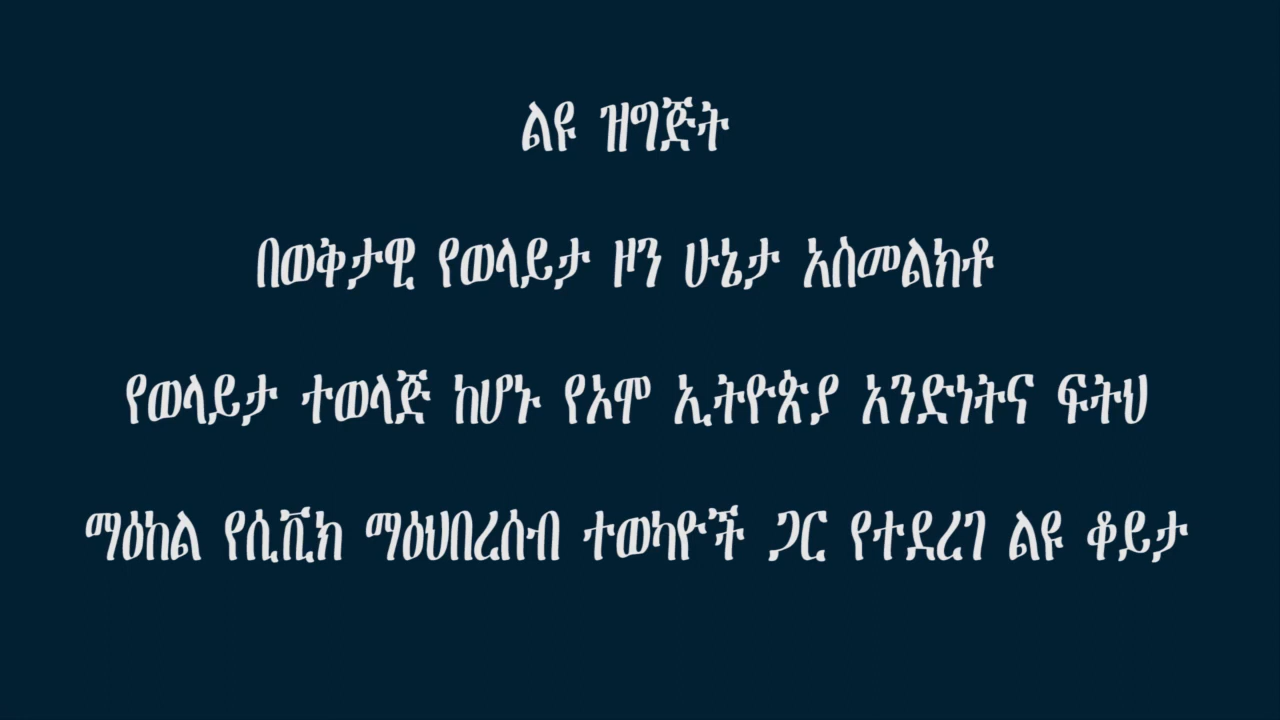 ልዩ ዝግጅት
በወቅታዊ የወላይታ ዞን ሁኔታ አስመልክቶ
የወላይታ ተወላጅ ከሆኑ የኦሞ ኢትዮጵያ አንድነትና ፍትህ
ማዕከል የሲቪክ ማዕህበረሰብ ተወካዮች ጋር የተደረገ ልዩ ቆይታ